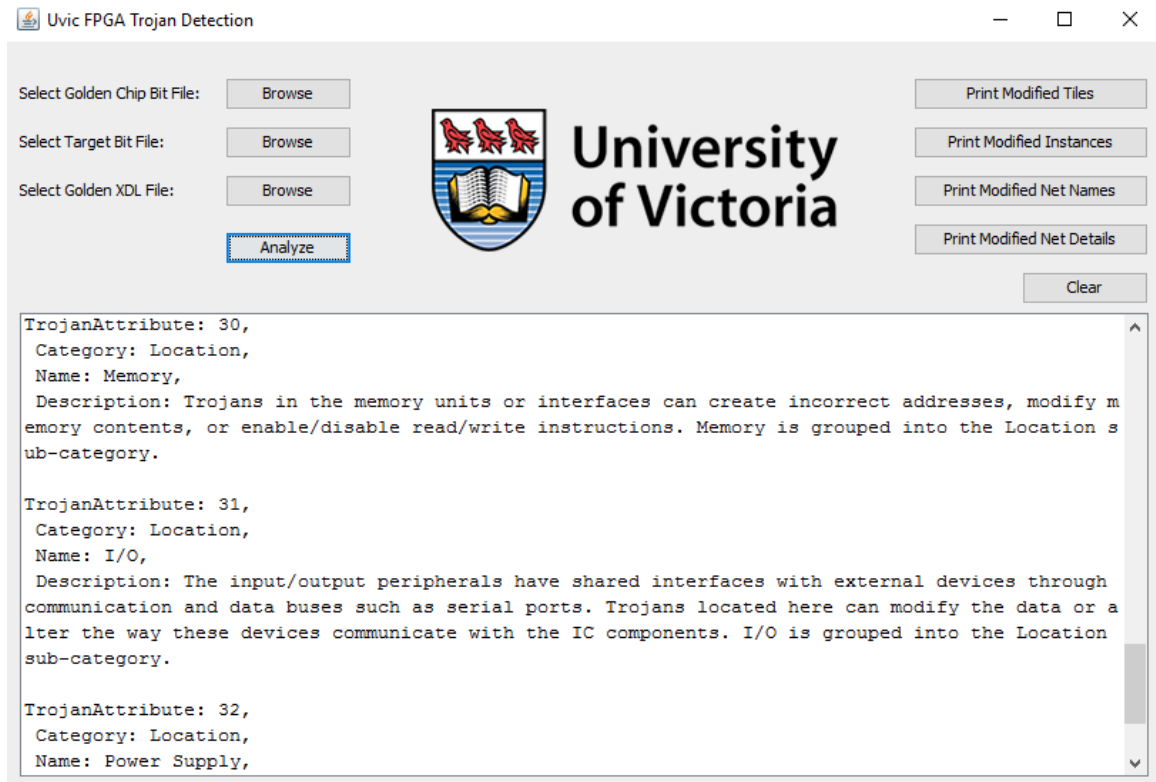 Uvic FPGA Trojan Detection
Select Golden Chip Bit File:
Browse
Select Target Bit File:
Browse
Select Golden XDL File:
Browse
Analyze
University
of Victoria
Print Modified Tiles
Print Modified Instances
Print Modified Net Names
Print Modified Net Details
Clear
TrojanAttribute: 30,
Category: Location,
Name: Memory,
Description: Trojans in the memory units or interfaces can create incorrect addresses, modify m
emory contents, or enable/disable read/write instructions. Memory is grouped into the Location s
ub-category.
TrojanAttribute: 31,
Category: Location,
Name: I/O,
Description: The input/output peripherals have shared interfaces with external devices through
communication and data buses such as serial ports. Trojans located here can modify the data or a
lter the way these devices communicate with the IC components. I/O is grouped into the Location
sub-category.
TrojanAttribute: 32,
Category: Location,
Name: Power Supply,